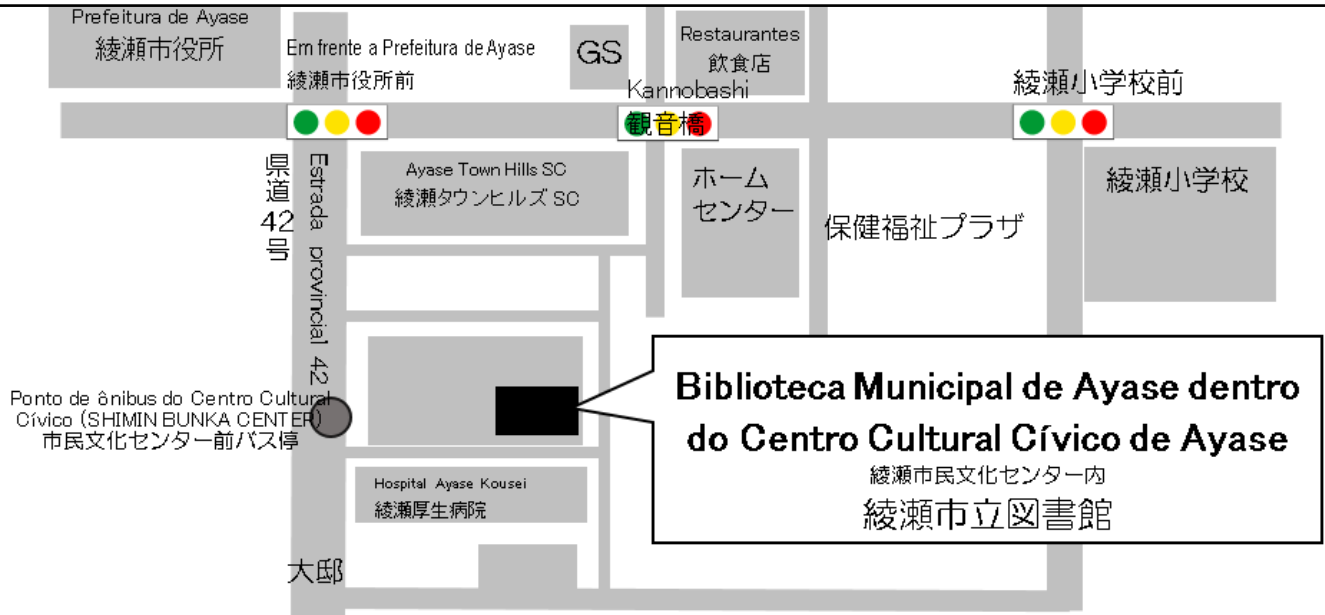 Prefeitura de Ayase
綾瀬市役所
Em frente a Prefeitura de Ayase
綾瀬市役所前
GS
Restaurantes
飲食店
Kannobashi
観音橋
綾瀬小学校前
県道42号
Estrada provincial 42
Ayase Town Hills SC
綾瀬タウンヒルズ SC
ホーム
センター
保健福祉プラザ
綾瀬小学校
Ponto de ônibus do Centro Cultural
Cívico (SHIMIN BUNKA CENTER)
市民文化センター前バス停
Biblioteca Municipal de Ayase dentro
do Centro Cultural Cívico de Ayase
綾瀬市民文化センター内
綾瀬市立図書館
Hospital Ayase Kousei
綾瀬厚生病院
大邸